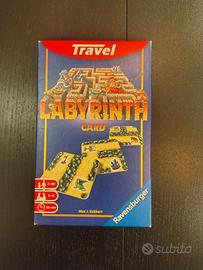 Travel
LABYRINTH
CARD
Max J. Kobbert
Ravensburger
subito